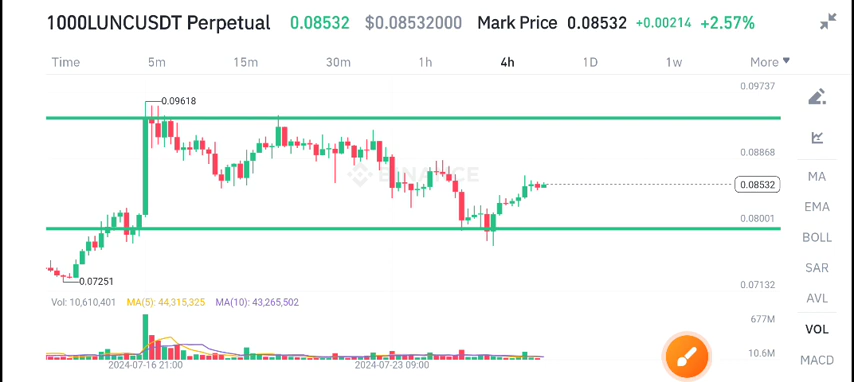 1000LUNCUSDT Perpetual 0.08532 $0.08532000 Mark Price 0.08532 +0.00214 +2.57%
Time 5m 15m 30m 1h 4h 1D 1w More
0.09737
0.09618
0.08868
MA
BINANCE
0.08532
EMA
0.08001
BOLL
SAR
0.07251
0.07132
AVL
Vol: 10,610,401 MA(5): 44,315,325 MA(10): 43,265,502
677M
VOL
10.6M
MACD
2024-07-16 21:00 2024-07-23 09:00